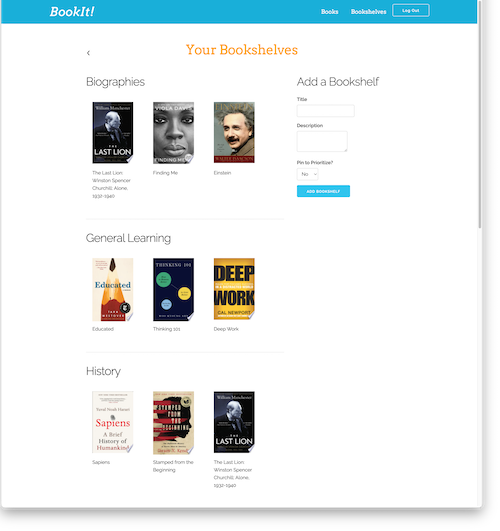 BookIt!
Books
Bookshelves
Log Out
Your Bookshelves
Biographies
William Manchester
THE
LAST LION
VIOLA DAVIS
FINDING ME
The Last Lion
Winston Spencer
Churchill: Alone,
1932-1940
Finding Me
Einstein
General Learning
Educated
TARA
WESTOVER
THINKING 101
DEEP
WORK
CAL NEWPORT
Educated
Thinking 101
Deep Work
History
Yuval Noah Harari
Sapiens
A Brief
History of
Humankind
STAMPED
FROM THE
BEGINNING
William Manchester
THE
LAST LION
Sapiens
Stamped from the
Beginning
The Last Lion
Winston Spencer
Churchill: Alone,
1932-1940
Add a Bookshelf
Title
Description
Pin to Prioritize?
No
ADD BOOKSHELF